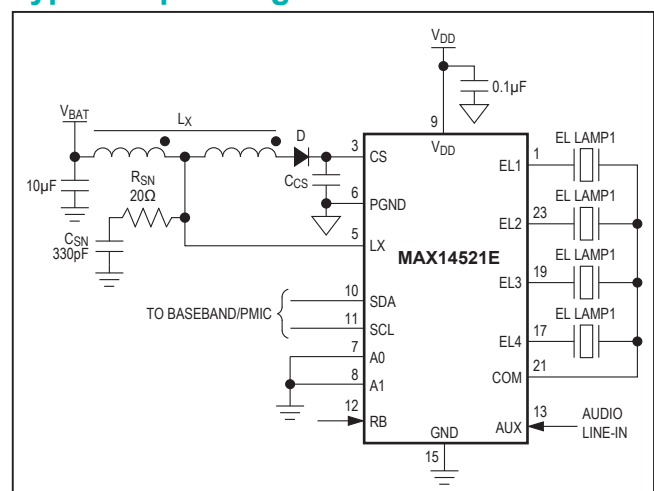 VDD
0.1µF
VBAT
LX
D
3
CS
9
VDD
EL LAMP1
1
EL1
10µF
RSN
20Ω
CCS
6
PGND
EL LAMP1
23
EL2
CSN
330pF
5
LX
MAX14521E
EL LAMP1
19
EL3
TO BASEBAND/PMIC
10
SDA
11
SCL
EL LAMP1
17
EL4
7
A0
21
COM
8
A1
12
RB
13
AUX
AUDIO
LINE-IN
GND
15